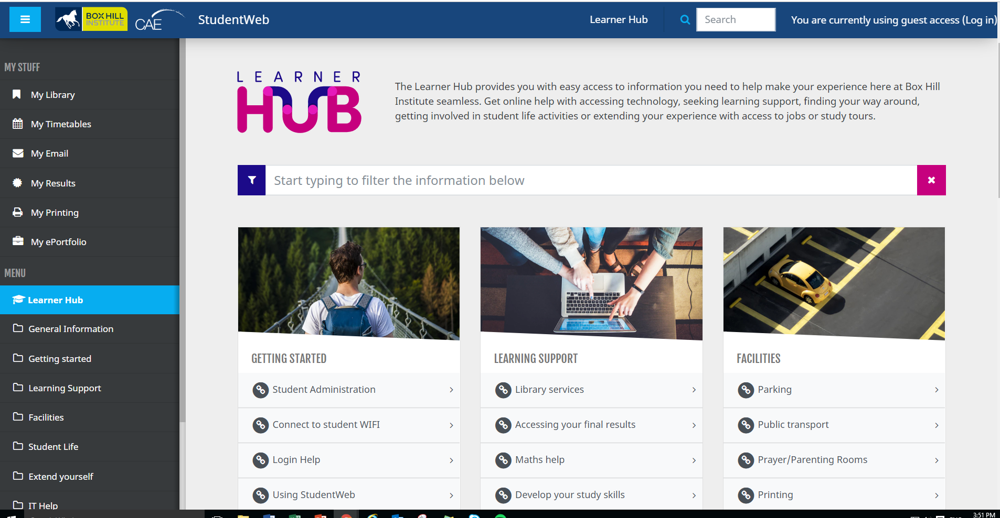 BOX HILL
INSTITUTE
CAE
StudentWeb
Learner Hub
Search
You are currently using guest access (Log in)
MY STUFF
My Library
My Timetables
My Email
My Results
My Printing
My ePortfolio
MENU
Learner Hub
General Information
Getting started
Learning Support
Facilities
Student Life
Extend yourself
IT Help
LEARNER
HUB
The Learner Hub provides you with easy access to information you need to help make your experience here at Box Hill
Institute seamless. Get online help with accessing technology, seeking learning support, finding your way around,
getting involved in student life activities or extending your experience with access to jobs or study tours.
Start typing to filter the information below
GETTING STARTED
Student Administration
Connect to student WIFI
Login Help
Using StudentWeb
LEARNING SUPPORT
Library services
Accessing your final results
Maths help
Develop your study skills
FACILITIES
Parking
Public transport
Prayer/Parenting Rooms
Printing
3:51 PM